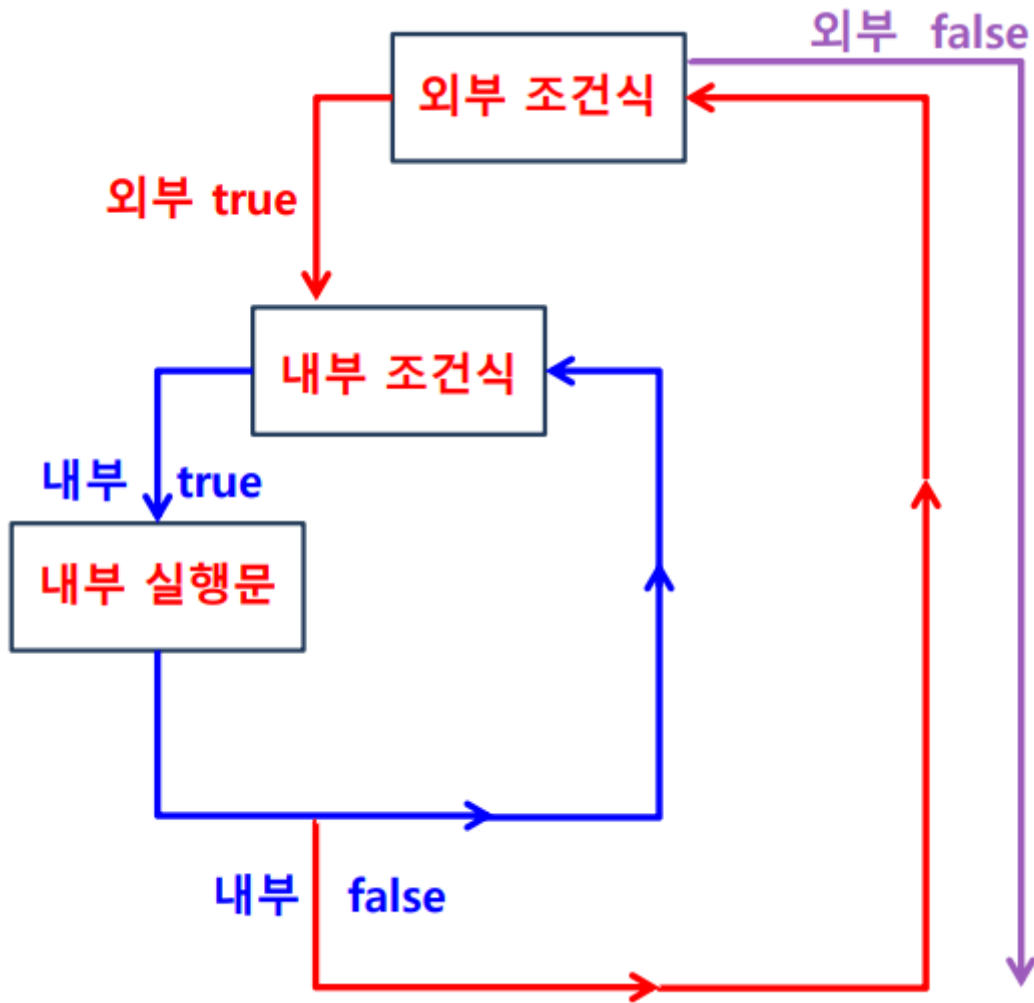 외부 false
외부 조건식
외부 true
내부 조건식
내부 true
내부 실행문
내부 false